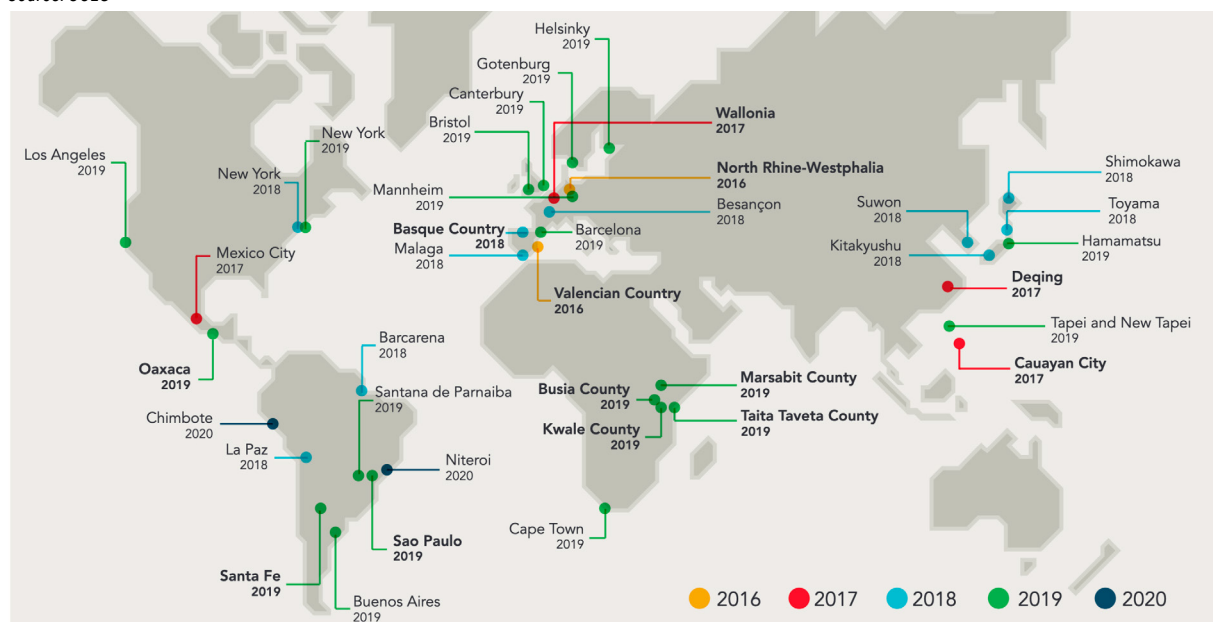 Helsinky
2019
Gotenburg
2019
Canterbury
2019
Bristol
2019
Wallonia
2017
New York
2019
Los Angeles
2019
New York
2018
North Rhine-Westphalia
2016
Mannheim
2019
Besançon
2018
Shimokawa
2018
Suwon
2018
Toyama
2018
Basque Country
2018
Barcelona
2019
Malaga
2018
Kitakyushu
2018
Hamamatsu
2019
Mexico City
2017
Deqing
2017
Valencian Country
2016
Tapei and New Tapei
2019
Barcarena
2018
Oaxaca
2019
Cauayan City
2017
Santana de Parnaiba
2019
Busia County
2019
Marsabit County
2019
Chimbote
2020
Kwale County
2019
Taita Taveta County
2019
La Paz
2018
Niteroi
2020
Cape Town
2019
Sao Paulo
2019
Santa Fe
2019
Buenos Aires
2019
2016
2017
2018
2019
2020